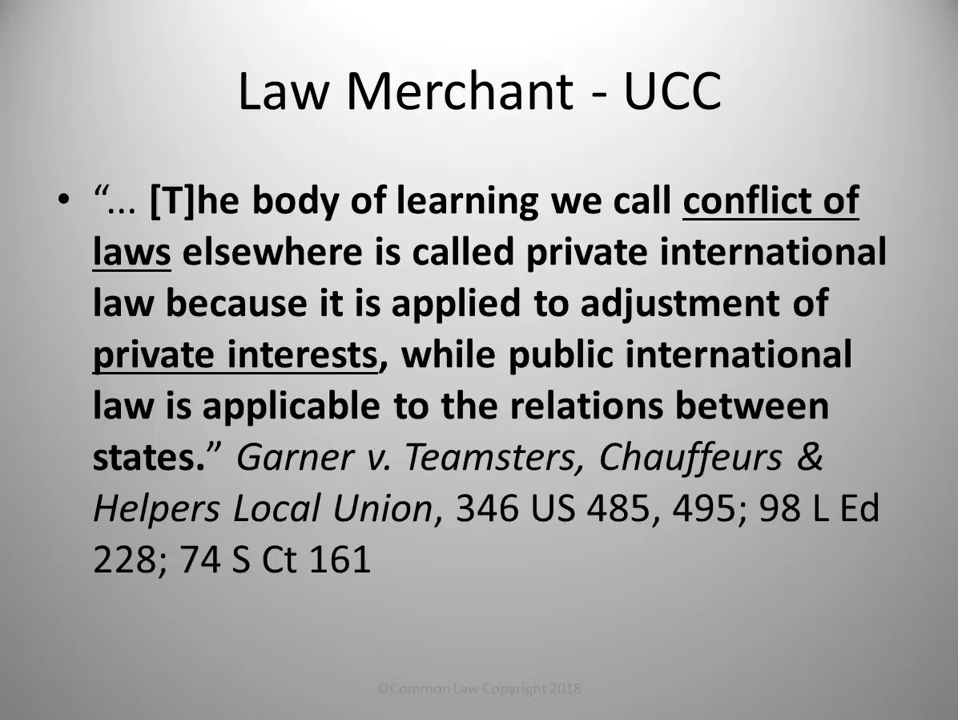 Law Merchant - UCC
• “... [T]he body of learning we call conflict of
laws elsewhere is called private international
law because it is applied to adjustment of
private interests, while public international
law is applicable to the relations between
states.” Garner v. Teamsters, Chauffeurs &
Helpers Local Union, 346 US 485, 495; 98 L Ed
228; 74 S Ct 161
©Common Law Copyright 2018